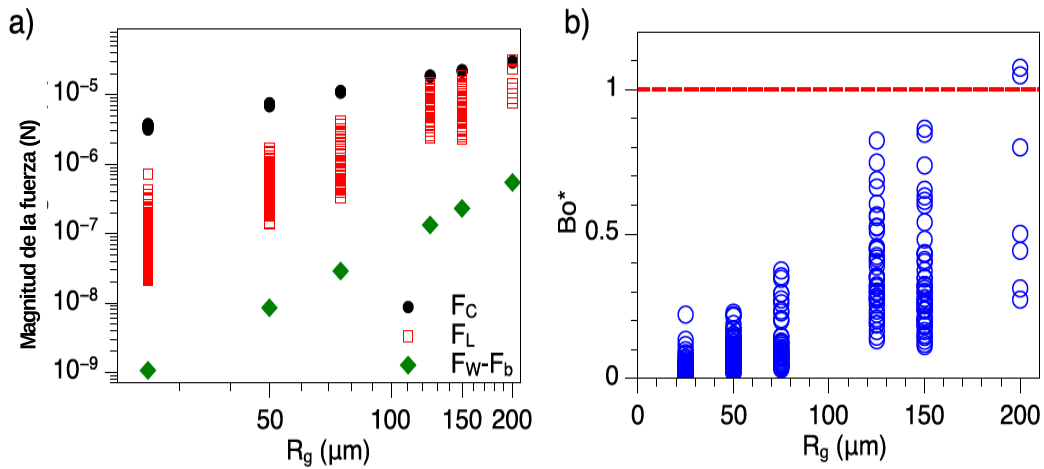 a)
Magnitud de la fuerza (N)
10⁻⁵
10⁻⁶
10⁻⁷
10⁻⁸
10⁻⁹
F_C
F_L
F_W-F_b
50 100 150 200
R_g (μm)
b)
Bo*
1
0.5
0
0 50 100 150 200
R_g (μm)